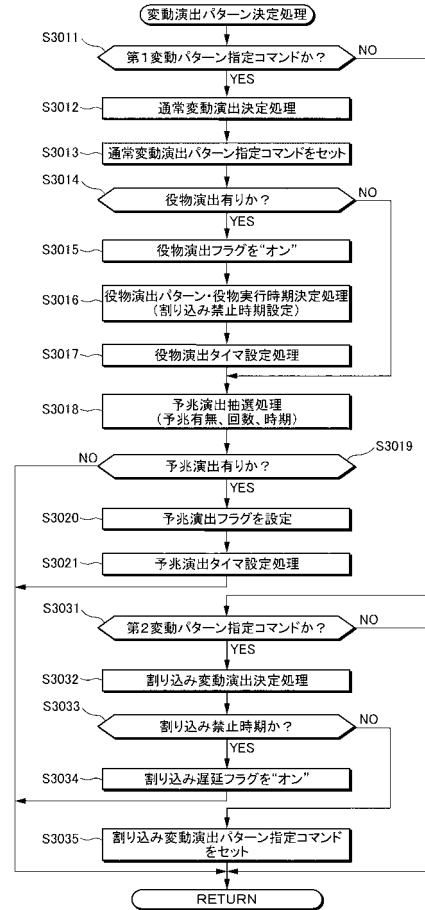 変動演出パターン決定処理
S3011
第1変動パターン指定コマンドか?
NO
YES
S3012
通常変動演出決定処理
S3013
通常変動演出パターン指定コマンドをセット
S3014
役物演出有りか?
NO
YES
S3015
役物演出フラグを“オン”
S3016
役物演出パターン・役物実行時期決定処理
(割り込み禁止時期設定)
S3017
役物演出タイマ設定処理
S3018
予兆演出抽選処理
(予兆有無、回数、時期)
S3019
NO
予兆演出有りか?
YES
S3020
予兆演出フラグを設定
S3021
予兆演出タイマ設定処理
S3031
第2変動パターン指定コマンドか?
NO
YES
S3032
割り込み変動演出決定処理
S3033
割り込み禁止時期か?
NO
YES
S3034
割り込み遅延フラグを“オン”
S3035
割り込み変動演出パターン指定コマンド
をセット
RETURN